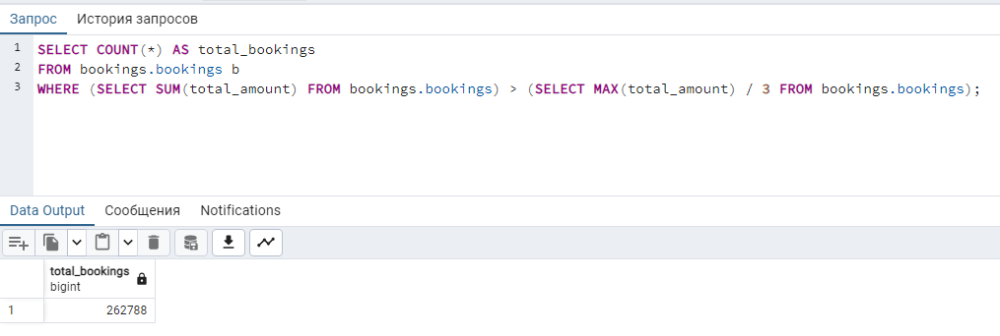 Запрос История запросов
1 SELECT COUNT(*) AS total_bookings
2 FROM bookings.bookings b
3 WHERE (SELECT SUM(total_amount) FROM bookings.bookings) > (SELECT MAX(total_amount) / 3 FROM bookings.bookings);
Data Output Сообщения Notifications
total_bookings
bigint
1 262788